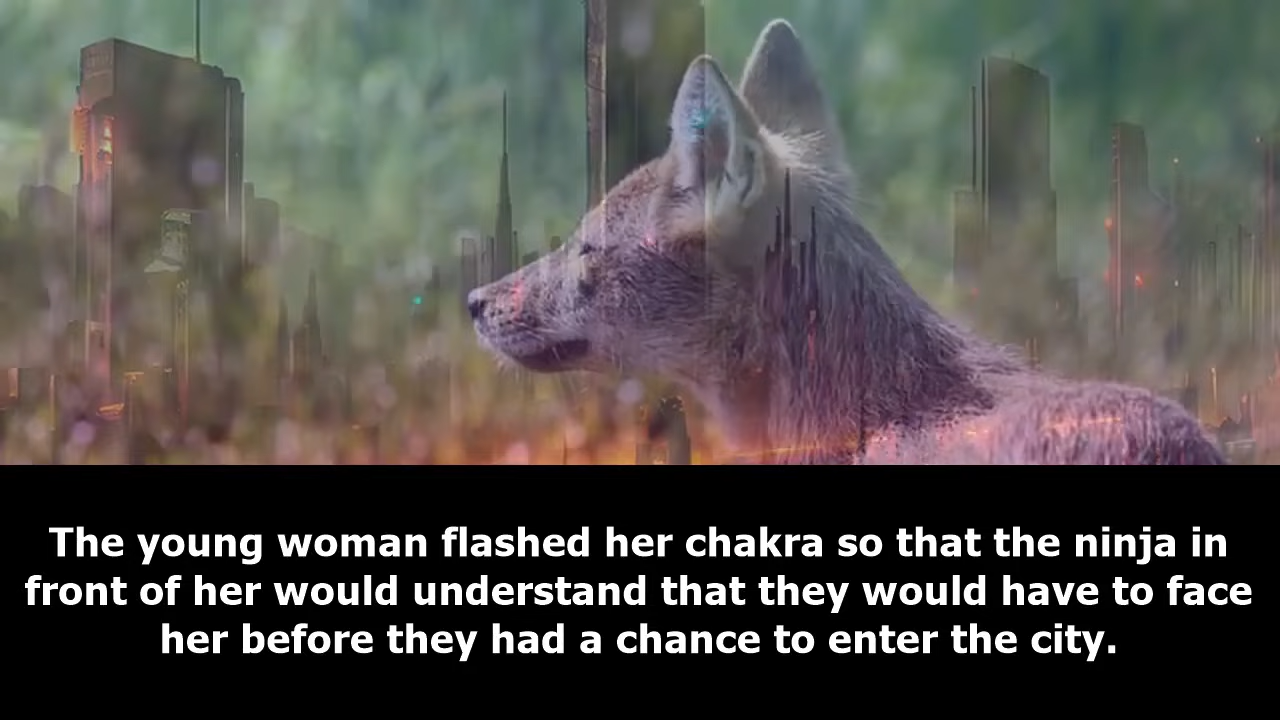 The young woman flashed her chakra so that the ninja in
front of her would understand that they would have to face
her before they had a chance to enter the city.